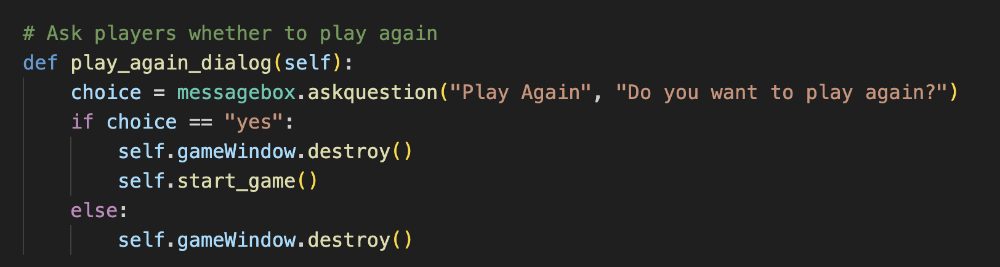 # Ask players whether to play again
def play_again_dialog(self):
    choice = messagebox.askquestion("Play Again", "Do you want to play again?")
    if choice == "yes":
        self.gameWindow.destroy()
        self.start_game()
    else:
        self.gameWindow.destroy()